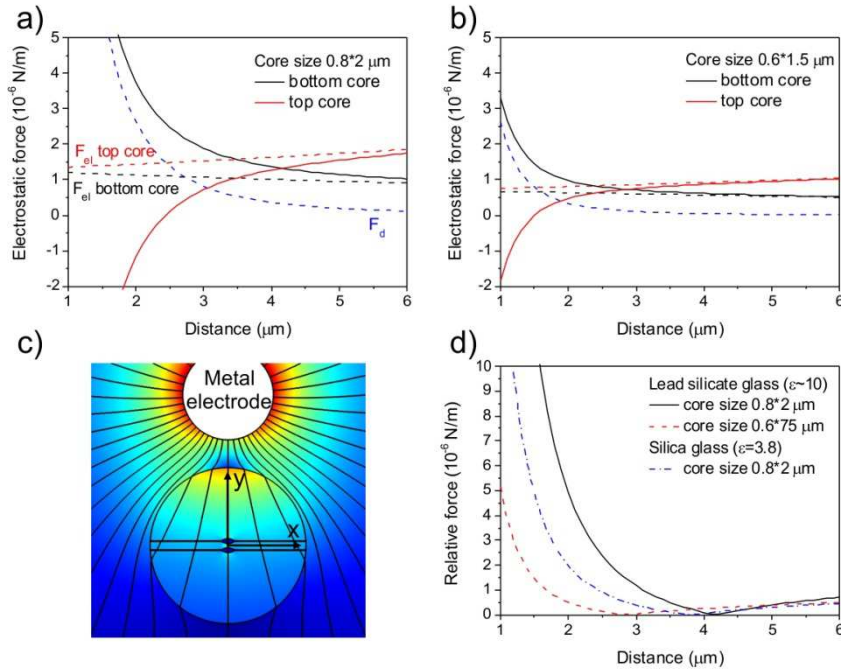 a)
5
4
3
2
1
0
-1
-2
1 2 3 4 5 6
Electrostatic force (10⁻⁶ N/m)
Distance (μm)
Core size 0.8*2 μm
bottom core
top core
F_el top core
F_el bottom core
F_d
b)
5
4
3
2
1
0
-1
-2
1 2 3 4 5 6
Electrostatic force (10⁻⁶ N/m)
Distance (μm)
Core size 0.6*1.5 μm
bottom core
top core
c)
Metal
electrode
y
x
d)
10
9
8
7
6
5
4
3
2
1
0
1 2 3 4 5 6
Relative force (10⁻⁶ N/m)
Distance (μm)
Lead silicate glass (ε~10)
core size 0.8*2 μm
core size 0.6*75 μm
Silica glass (ε=3.8)
core size 0.8*2 μm